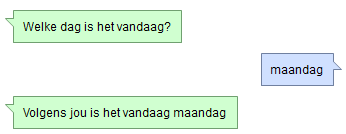 Welke dag is het vandaag?
maandag
Volgens jou is het vandaag maandag